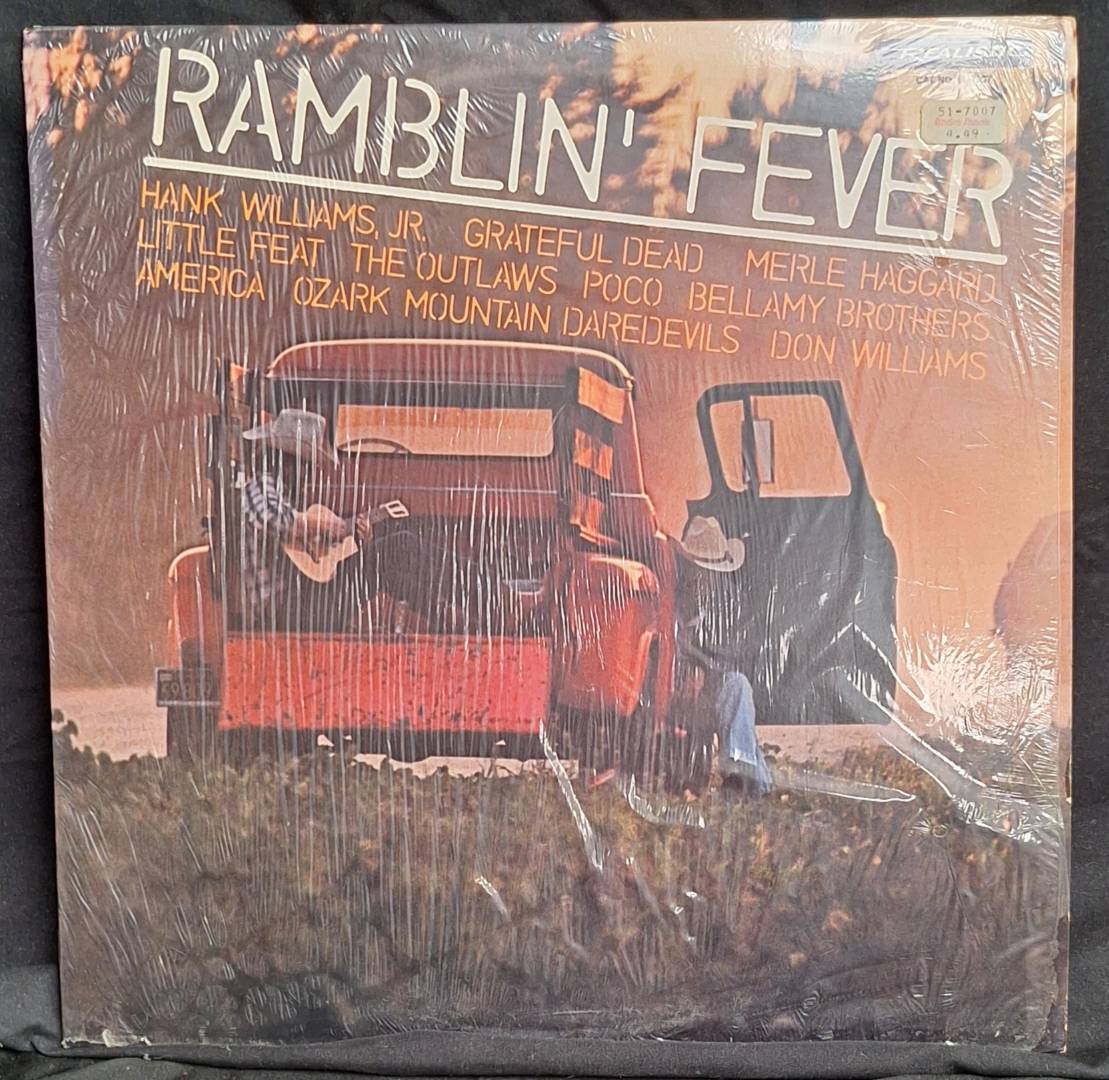 REALISTIC
RAMBLIN' FEVER
51-7007
4.49
HANK WILLIAMS, JR. GRATEFUL DEAD MERLE HAGGARD
LITTLE FEAT THE OUTLAWS POCO BELLAMY BROTHERS
AMERICA OZARK MOUNTAIN DAREDEVILS DON WILLIAMS